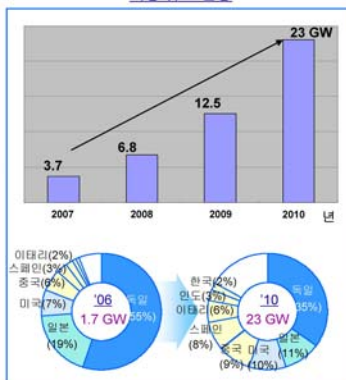 23 GW
12.5
6.8
3.7
2007 2008 2009 2010 년
이태리(2%)
스페인(3%)
중국(6%)
미국(7%)
일본
(19%)
독일
(55%)
'06
1.7 GW
한국(2%)
인도(3%)
이태리(6%)
스페인
(8%)
중국
(9%)
미국
(10%)
일본
(11%)
독일
(35%)
'10
23 GW